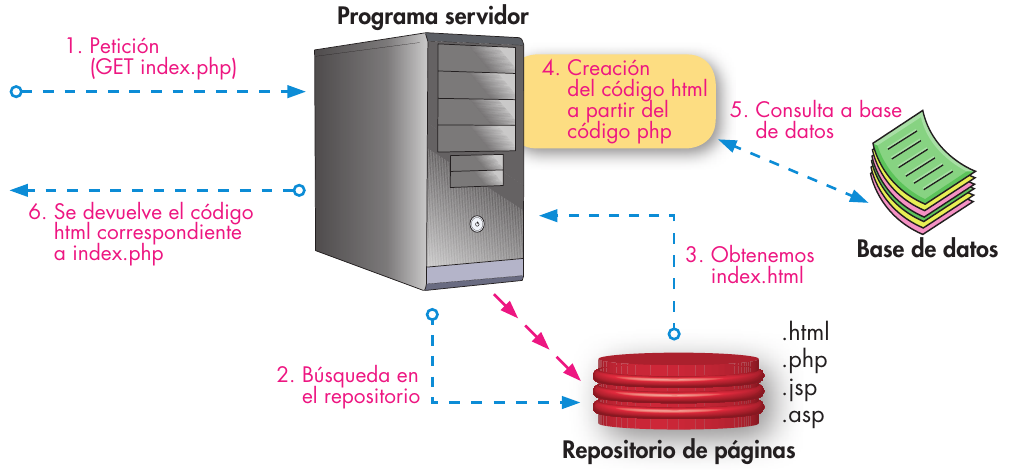 Programa servidor
1. Petición
(GET index.php)
4. Creación
del código html
a partir del
código php
5. Consulta a base
de datos
6. Se devuelve el código
html correspondiente
a index.php
Base de datos
3. Obtenemos
index.html
2. Búsqueda en
el repositorio
.html
.php
.jsp
.asp
Repositorio de páginas